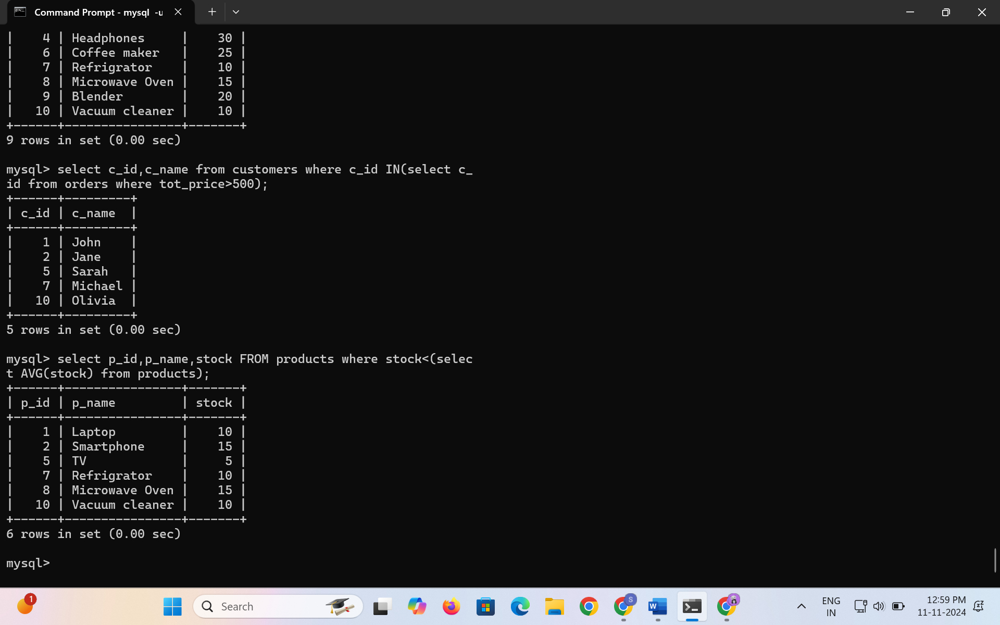 Command Prompt - mysql -u
|    4 | Headphones     |    30 |
|    6 | Coffee maker   |    25 |
|    7 | Refrigrator    |    10 |
|    8 | Microwave Oven |    15 |
|    9 | Blender        |    20 |
|   10 | Vacuum cleaner |    10 |
+------+----------------+-------+
9 rows in set (0.00 sec)
mysql> select c_id,c_name from customers where c_id IN(select c_
id from orders where tot_price>500);
+------+---------+
| c_id | c_name  |
+------+---------+
|    1 | John    |
|    2 | Jane    |
|    5 | Sarah   |
|    7 | Michael |
|   10 | Olivia  |
+------+---------+
5 rows in set (0.00 sec)
mysql> select p_id,p_name,stock FROM products where stock<(selec
t AVG(stock) from products);
+------+----------------+-------+
| p_id | p_name         | stock |
+------+----------------+-------+
|    1 | Laptop         |    10 |
|    2 | Smartphone     |    15 |
|    5 | TV             |     5 |
|    7 | Refrigrator    |    10 |
|    8 | Microwave Oven |    15 |
|   10 | Vacuum cleaner |    10 |
+------+----------------+-------+
6 rows in set (0.00 sec)
mysql>
1
Search
S
W
ENG
IN
12:59 PM
11-11-2024